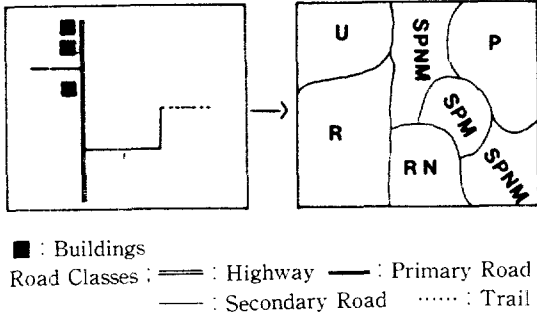 U
SPNM
P
R
SPM
RN
SPNM
■ : Buildings
Road Classes : ═══ : Highway ━━━ : Primary Road
─── : Secondary Road ...... : Trail